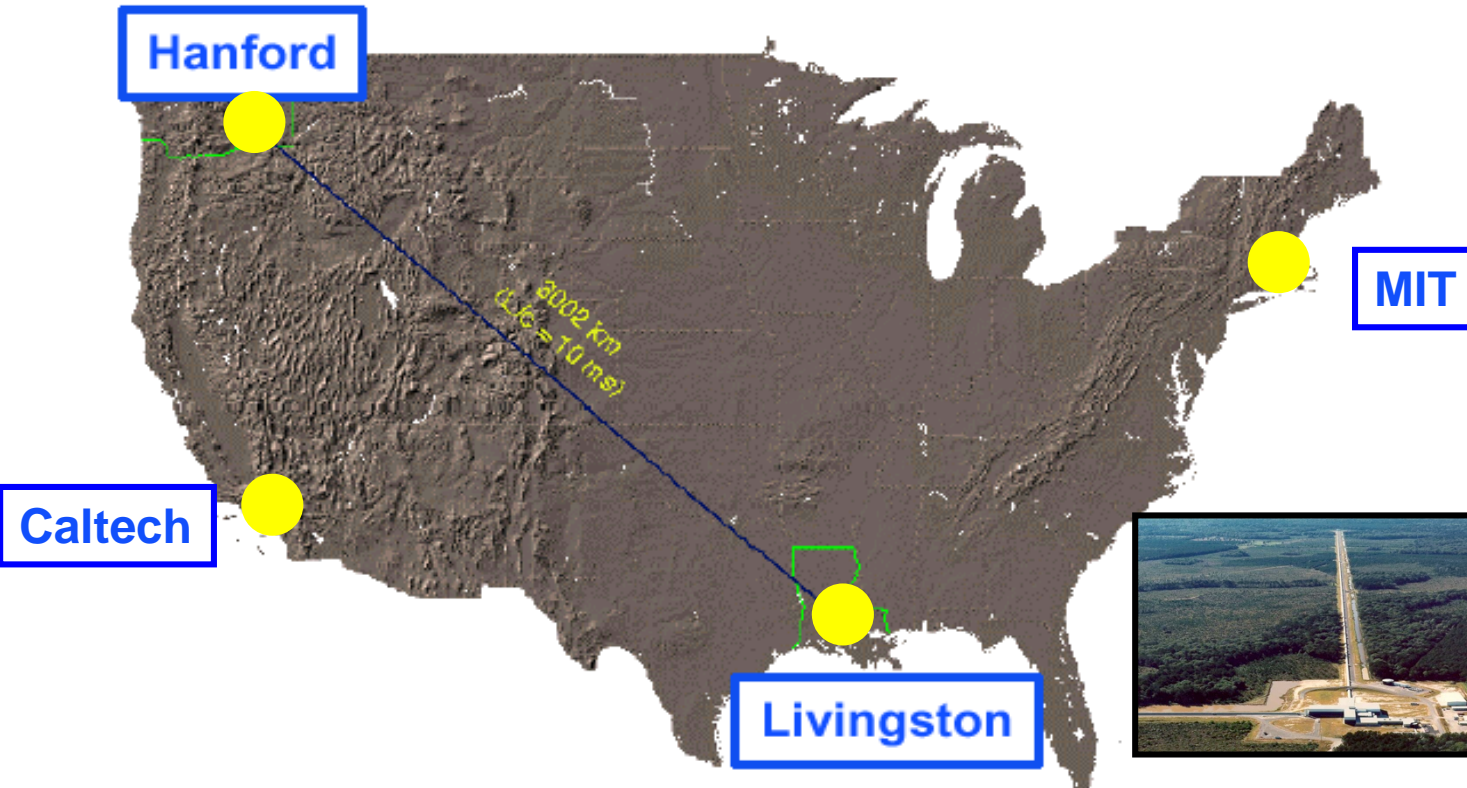 Hanford
MIT
3002 km
(L/c = 10 ms)
Caltech
Livingston